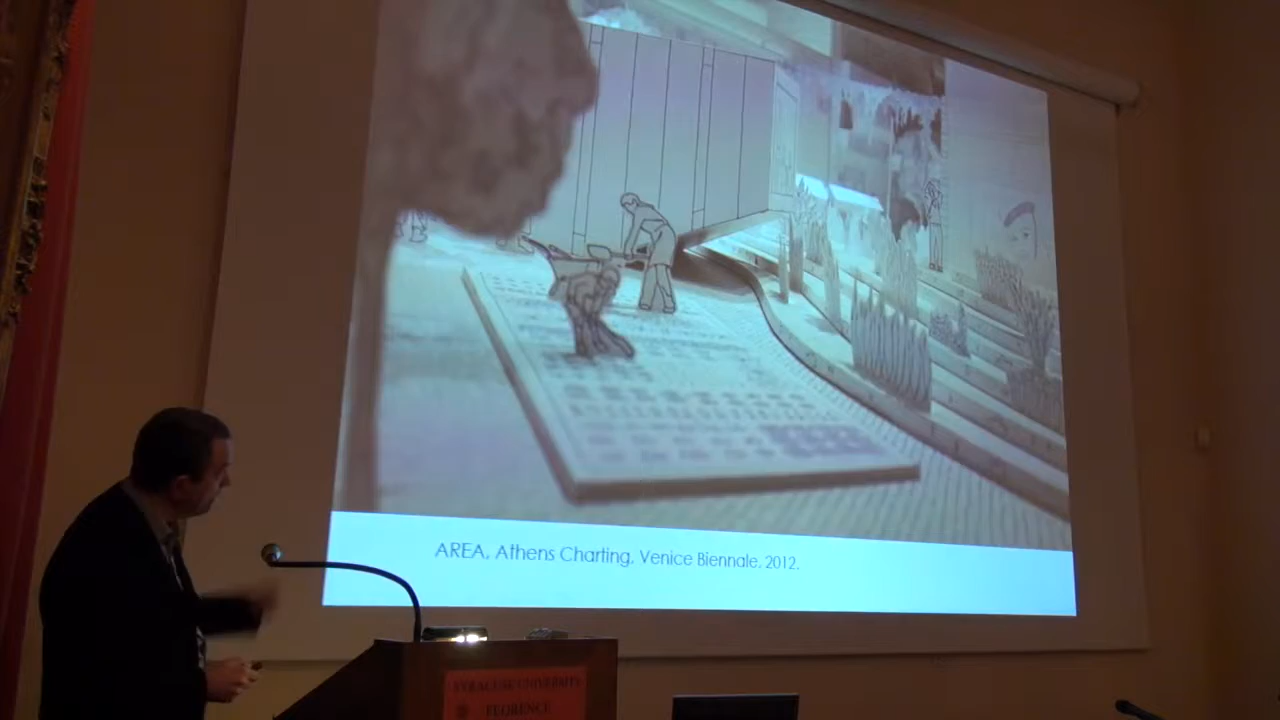 AREA, Athens Charting, Venice Biennale, 2012.
SYRACUSE UNIVERSITY
FLORENCE